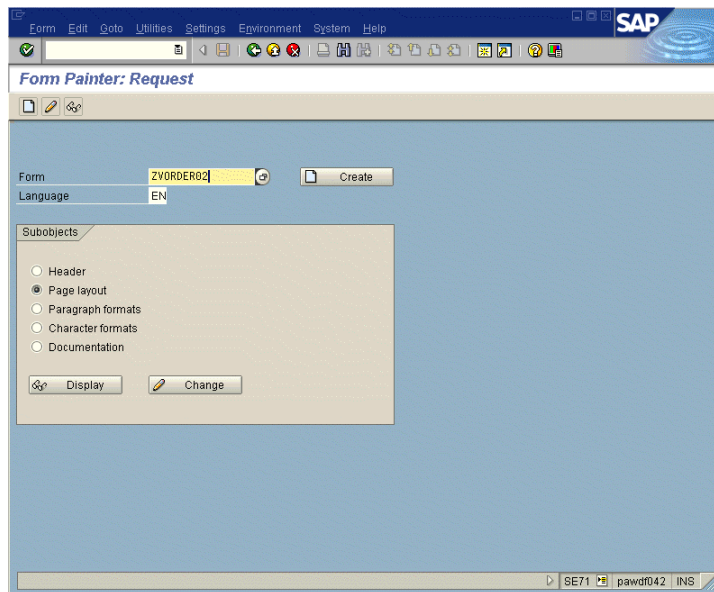 Form Edit Goto Utilities Settings Environment System Help
SAP
Form Painter: Request
Form ZVORDER02 Create
Language EN
Subobjects
Header
Page layout
Paragraph formats
Character formats
Documentation
Display Change
SE71 pawdf042 INS